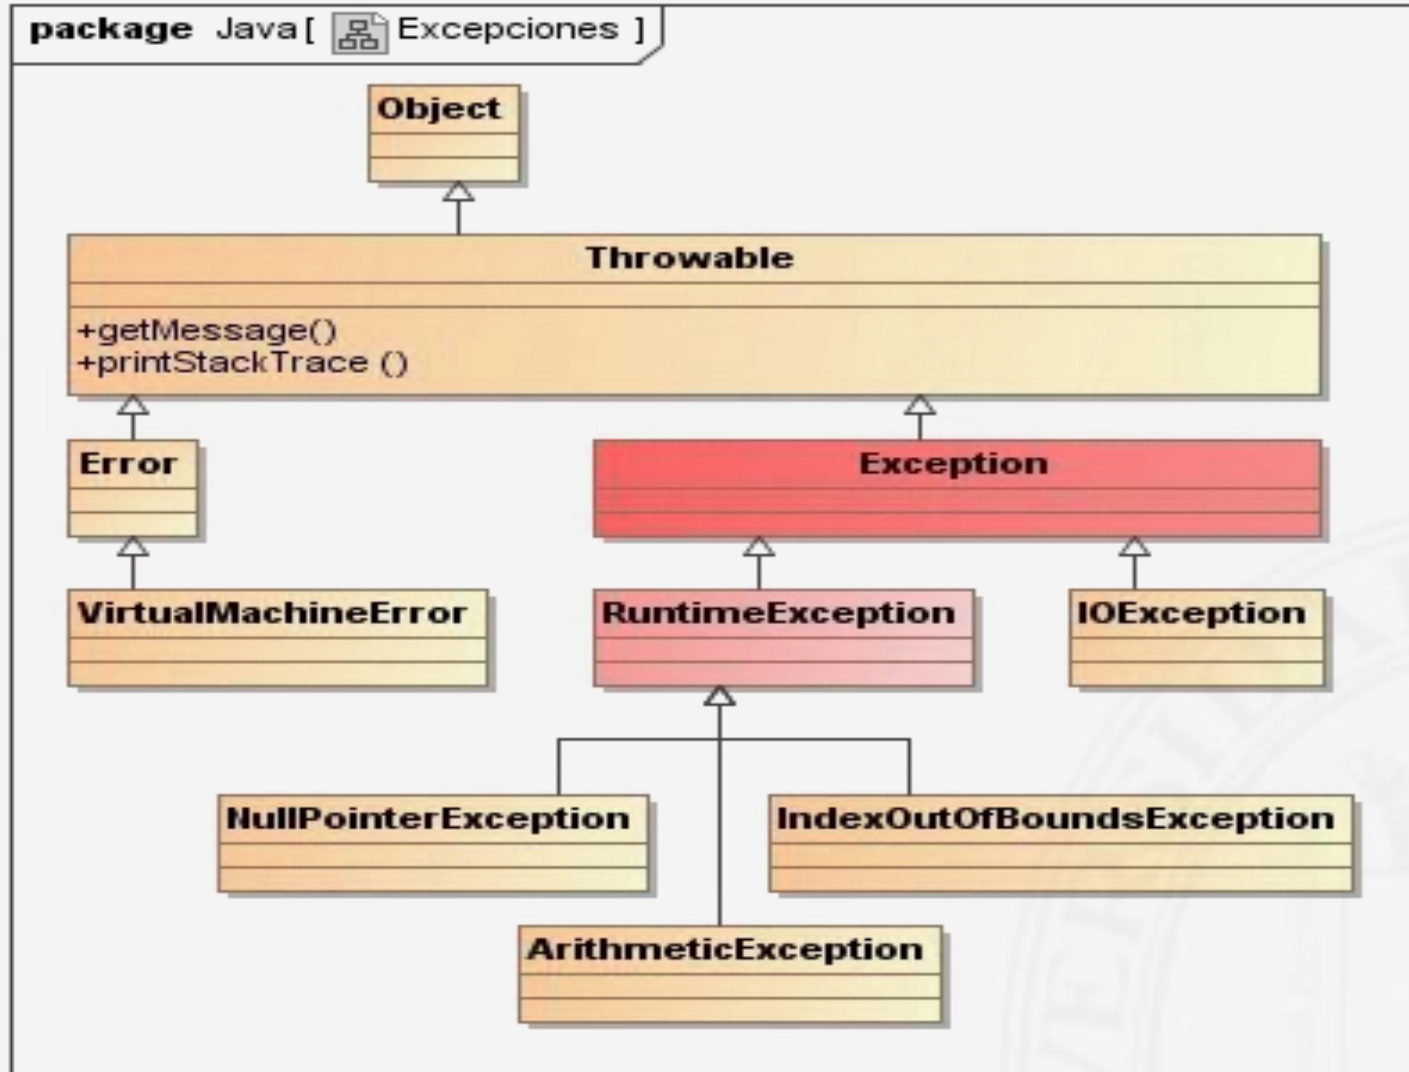 package Java [ Excepciones ]
Object
Throwable
+getMessage()
+printStackTrace ()
Error
Exception
VirtualMachineError
RuntimeException
IOException
NullPointerException
IndexOutOfBoundsException
ArithmeticException